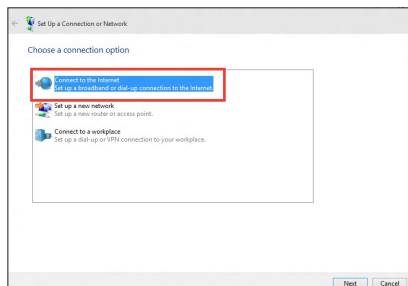 Set Up a Connection or Network
Choose a connection option
Connect to the Internet
Set up a broadband or dial-up connection to the Internet.
Set up a new network
Set up a new router or access point.
Connect to a workplace
Set up a dial-up or VPN connection to your workplace.
Next Cancel